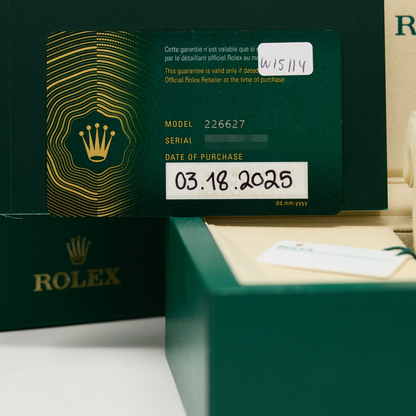 R
Cette garantie n'est valable que si
par le détaillant officiel Rolex au mo
W15114
This guarantee is valid only if dated
Official Rolex Retailer at the time of purchase
MODEL 226627
SERIAL
DATE OF PURCHASE
03.18.2025
dd.mm.yyyy
ROLEX